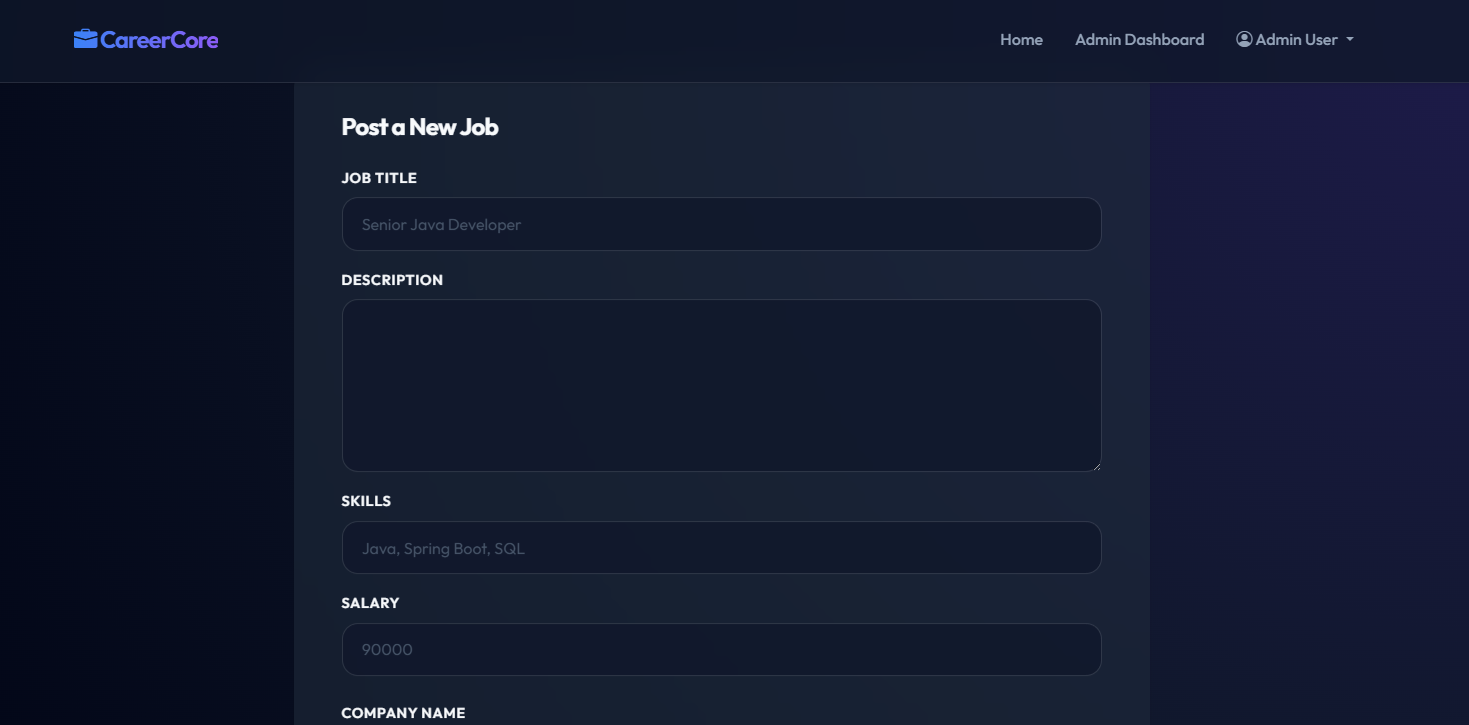 CareerCore
Home
Admin Dashboard
Admin User
Post a New Job
JOB TITLE
Senior Java Developer
DESCRIPTION
SKILLS
Java, Spring Boot, SQL
SALARY
90000
COMPANY NAME